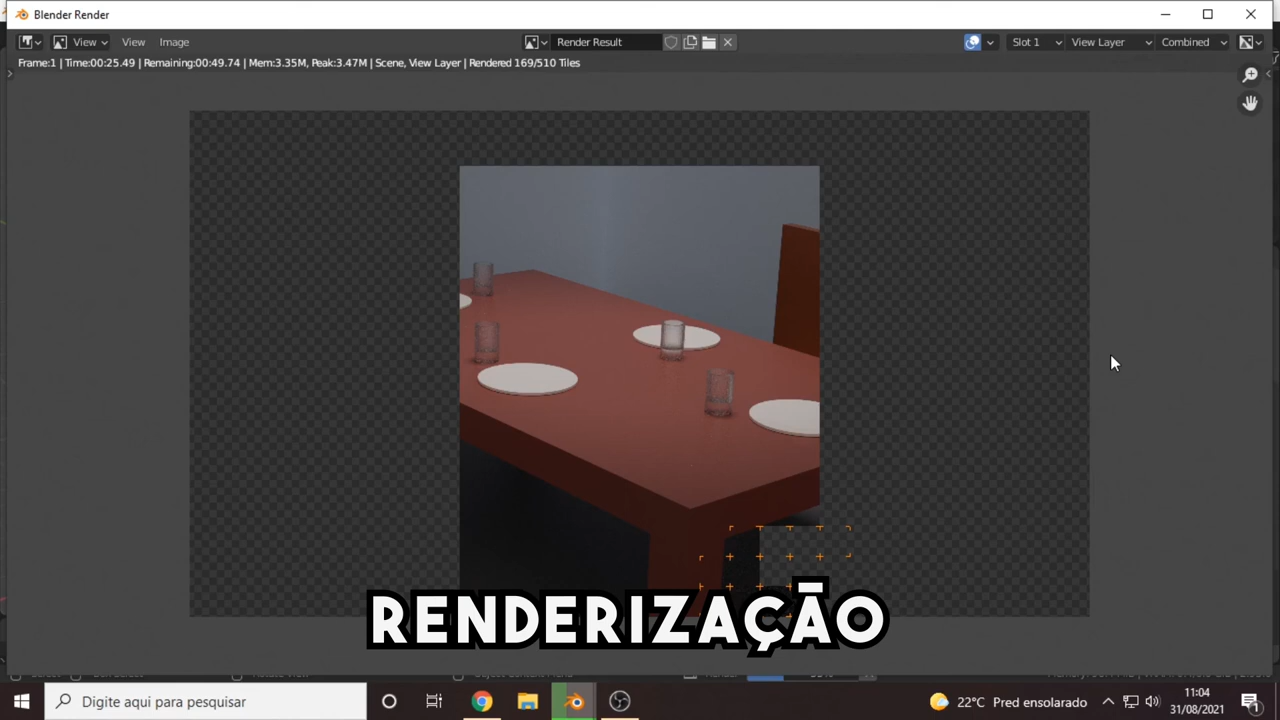 Blender Render
View View Image Render Result Slot 1 View Layer Combined
Frame:1 | Time:00:25.49 | Remaining:00:49.74 | Mem:3.35M, Peak:3.47M | Scene, View Layer | Rendered 169/510 Tiles
RENDERIZAÇÃO
Digite aqui para pesquisar 22°C Pred ensolarado 11:04
31/08/2021